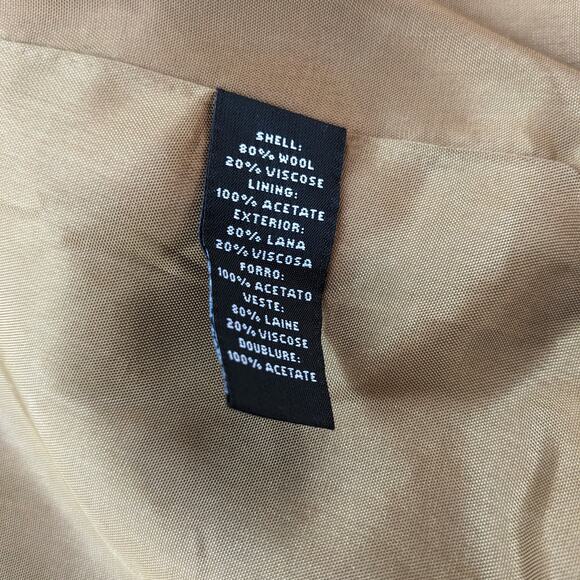 SHELL:
80% WOOL
20% VISCOSE
LINING:
100% ACETATE
EXTERIOR:
80% LANA
20% VISCOSA
FORRO:
100% ACETATO
VESTE:
80% LAINE
20% VISCOSE
DOUBLURE:
100% ACETATE